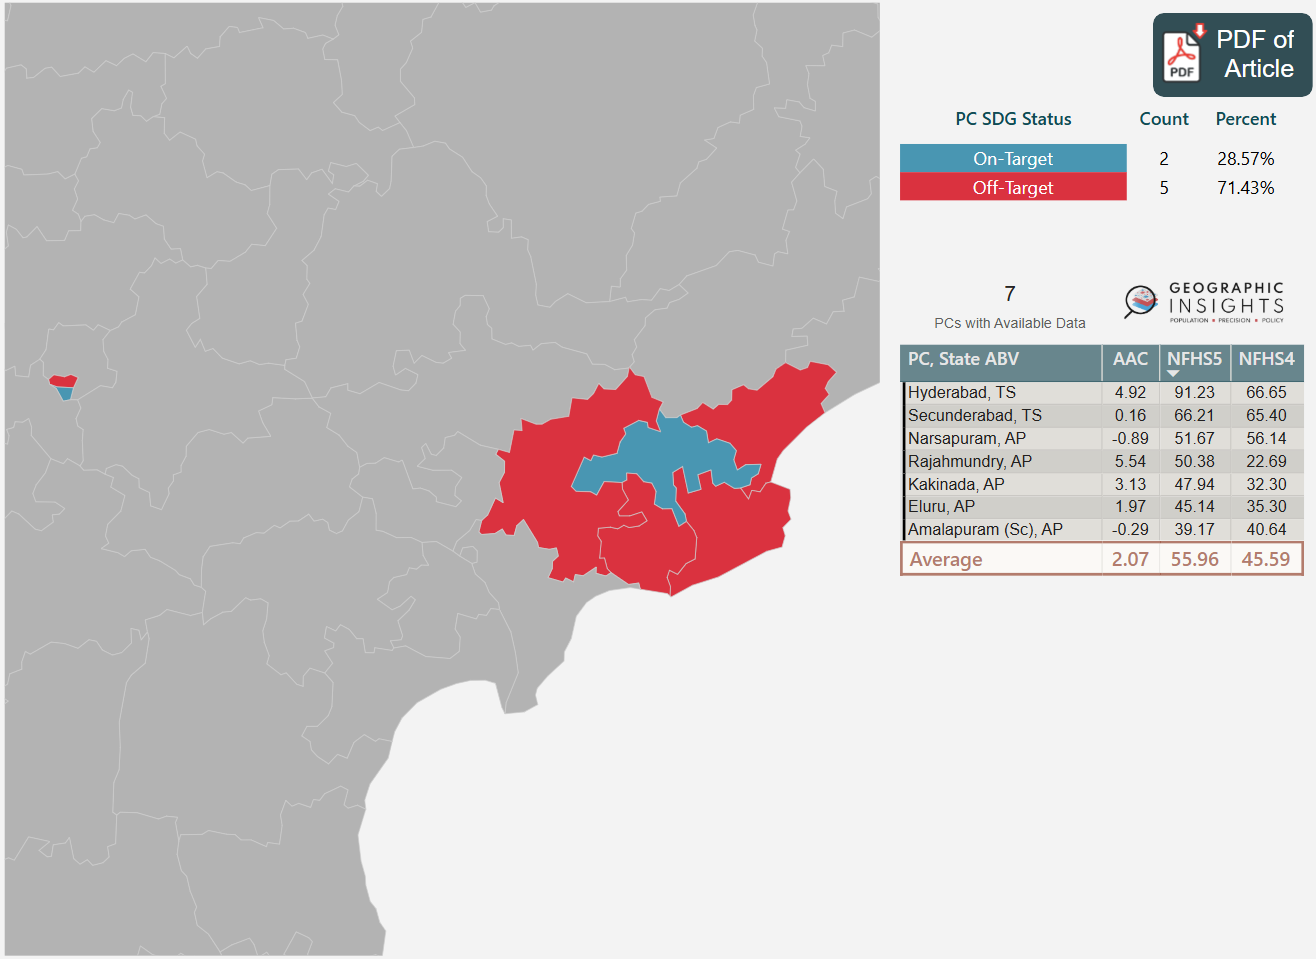 PDF of
Article
PDF
PC SDG Status Count Percent
On-Target 2 28.57%
Off-Target 5 71.43%
7
PCs with Available Data
GEOGRAPHIC
INSIGHTS
POPULATION • PRECISION • POLICY
PC, State ABV AAC NFHS5 NFHS4
Hyderabad, TS 4.92 91.23 66.65
Secunderabad, TS 0.16 66.21 65.40
Narsapuram, AP -0.89 51.67 56.14
Rajahmundry, AP 5.54 50.38 22.69
Kakinada, AP 3.13 47.94 32.30
Eluru, AP 1.97 45.14 35.30
Amalapuram (Sc), AP -0.29 39.17 40.64
Average 2.07 55.96 45.59